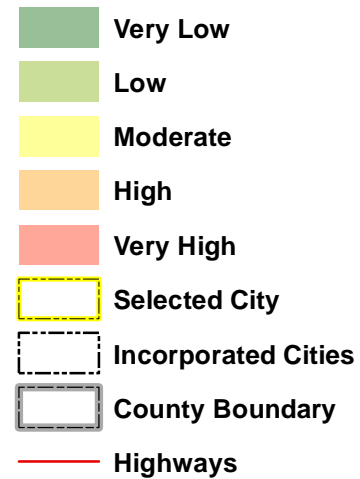 Very Low
Low
Moderate
High
Very High
Selected City
Incorporated Cities
County Boundary
Highways